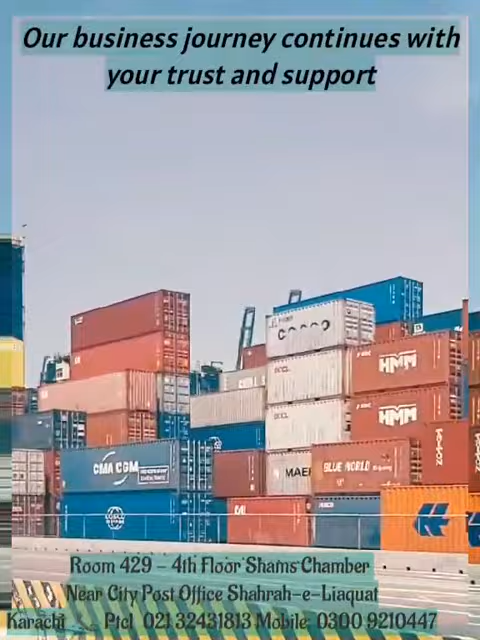 Our business journey continues with
your trust and support
COSCO
HMM
HMM
CMA CGM
MAE
BLUE WORLD
Room 429 - 4th Floor Shams Chamber
Near City Post Office Shahrah-e-Liaquat
Karachi Ptcl 021 32431813 Mobile 0300 9210447